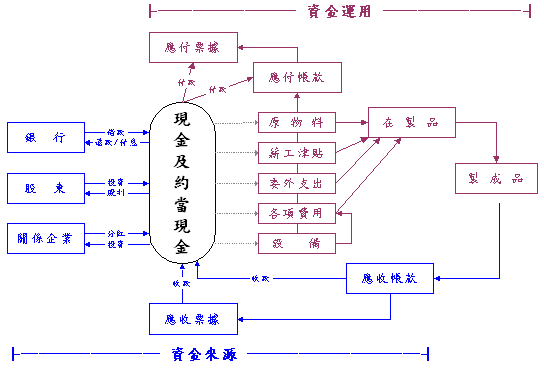 資金運用
應付票據
應付帳款
付款
付款
現金及約當現金
原物料
在製品
銀行
借款
還款/付息
薪工津貼
製成品
股東
投資
股利
委外支出
各項費用
關係企業
分紅
投資
設備
收款
收款
應收帳款
應收票據
資金來源